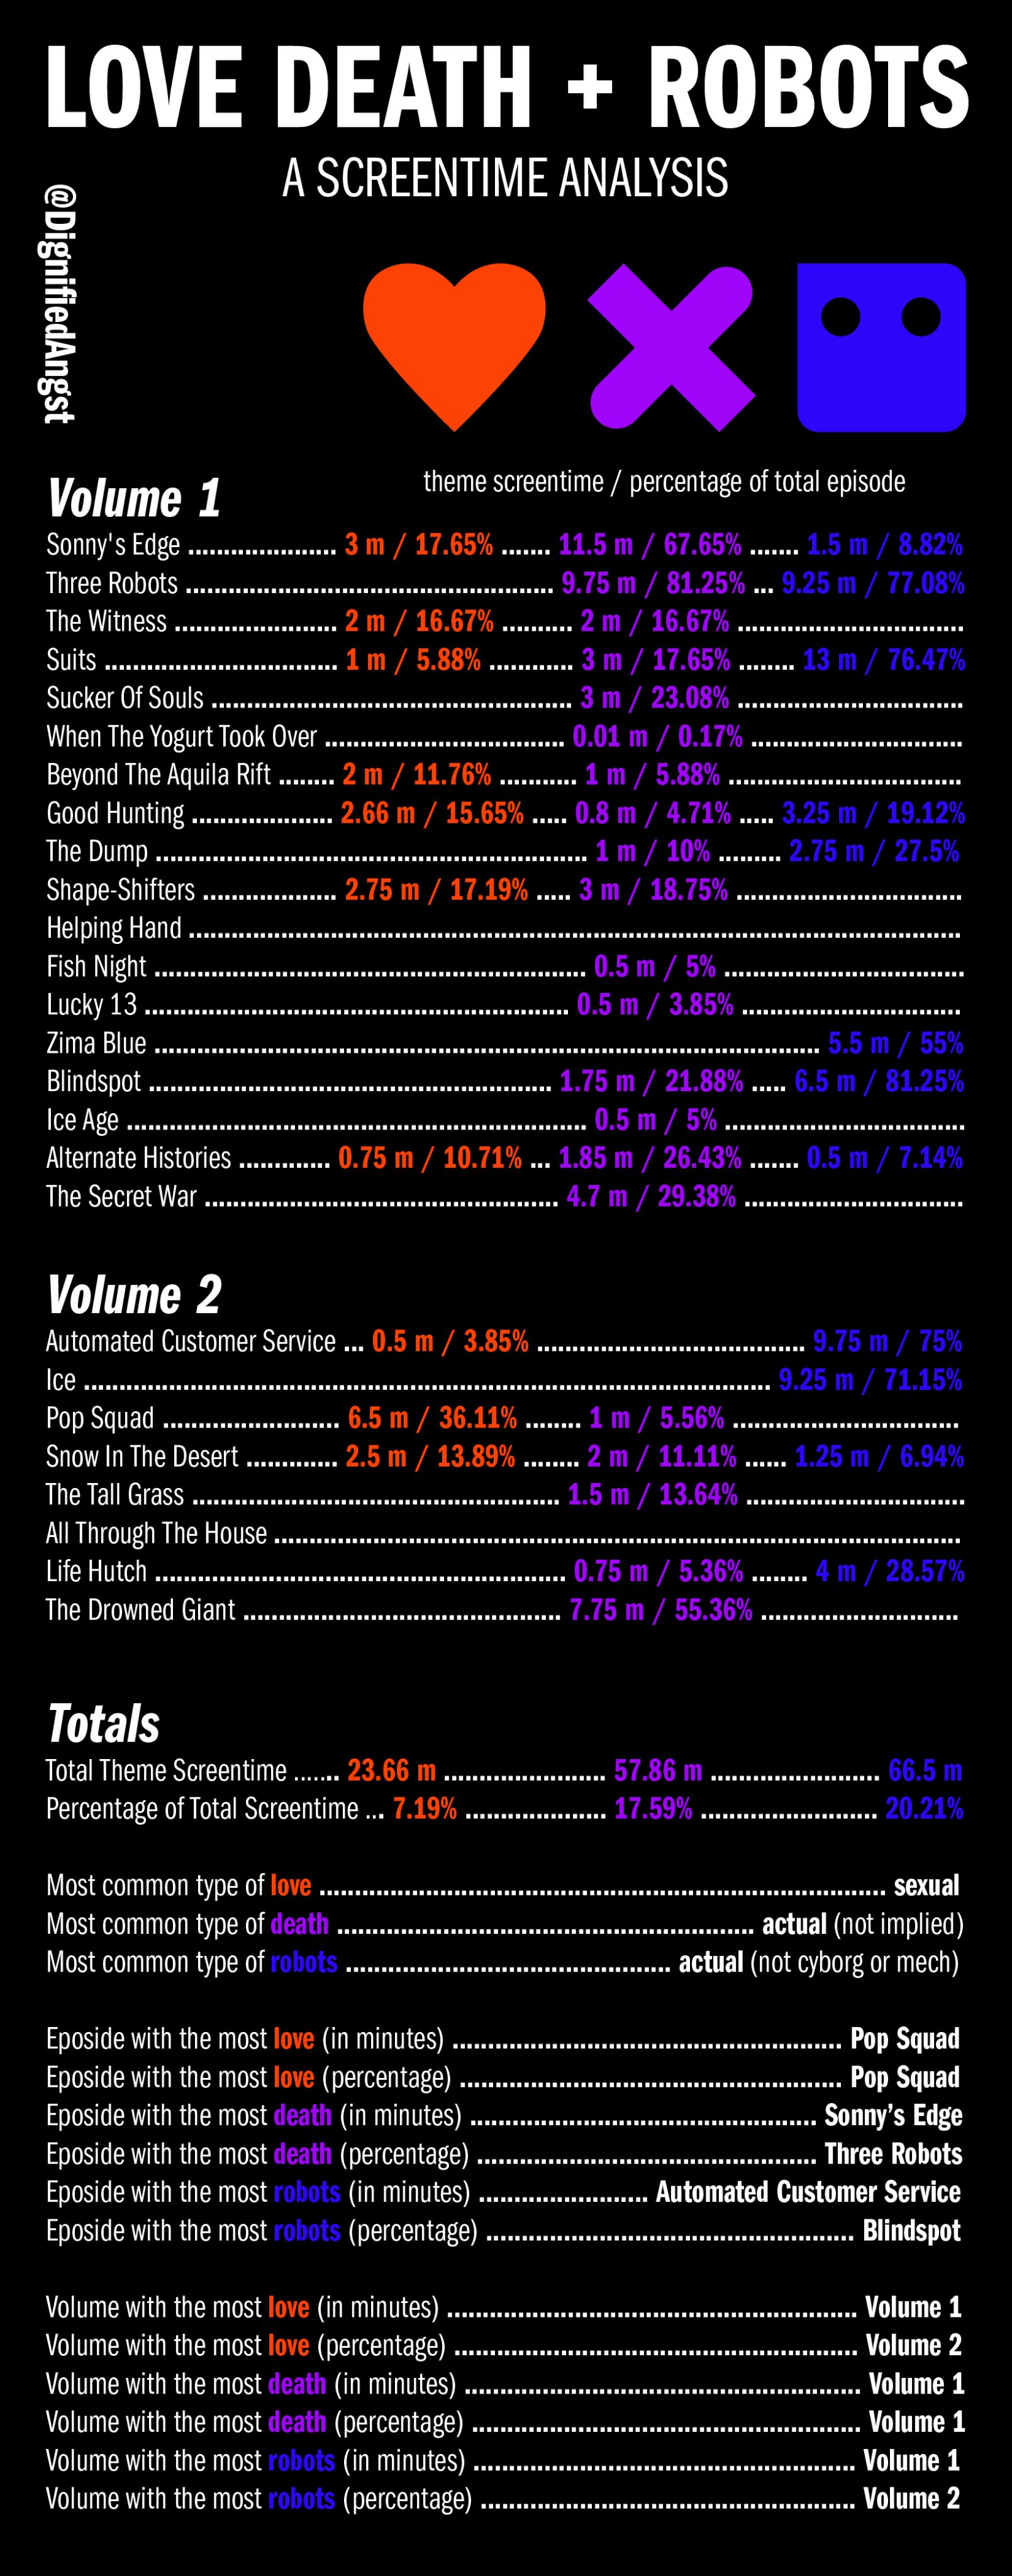 LOVE DEATH + ROBOTS
A SCREENTIME ANALYSIS
@DignifiedAngst
theme screentime / percentage of total episode
Volume 1
Sonny's Edge ..................... 3 m / 17.65% ....... 11.5 m / 67.65% ....... 1.5 m / 8.82%
Three Robots .................................................... 9.75 m / 81.25% ... 9.25 m / 77.08%
The Witness ....................... 2 m / 16.67% .......... 2 m / 16.67% ................................
Suits ................................. 1 m / 5.88% ............ 3 m / 17.65% ........ 13 m / 76.47%
Sucker Of Souls ................................................... 3 m / 23.08% ................................
When The Yogurt Took Over .................................. 0.01 m / 0.17% ..............................
Beyond The Aquila Rift ........ 2 m / 11.76% ........... 1 m / 5.88% .................................
Good Hunting .................... 2.66 m / 15.65% ..... 0.8 m / 4.71% ..... 3.25 m / 19.12%
The Dump ............................................................. 1 m / 10% ......... 2.75 m / 27.5%
Shape-Shifters ................... 2.75 m / 17.19% ..... 3 m / 18.75% ................................
Helping Hand .............................................................................................................
Fish Night ............................................................. 0.5 m / 5% ..................................
Lucky 13 ............................................................ 0.5 m / 3.85% ...............................
Zima Blue .............................................................................................. 5.5 m / 55%
Blindspot ......................................................... 1.75 m / 21.88% ..... 6.5 m / 81.25%
Ice Age ................................................................. 0.5 m / 5% ..................................
Alternate Histories ............. 0.75 m / 10.71% ... 1.85 m / 26.43% ....... 0.5 m / 7.14%
The Secret War .................................................. 4.7 m / 29.38% ...............................
Volume 2
Automated Customer Service ... 0.5 m / 3.85% ...................................... 9.75 m / 75%
Ice ................................................................................................. 9.25 m / 71.15%
Pop Squad ......................... 6.5 m / 36.11% ........ 1 m / 5.56% ................................
Snow In The Desert ............. 2.5 m / 13.89% ........ 2 m / 11.11% ...... 1.25 m / 6.94%
The Tall Grass .................................................... 1.5 m / 13.64% ...............................
All Through The House .................................................................................................
Life Hutch .......................................................... 0.75 m / 5.36% ........ 4 m / 28.57%
The Drowned Giant ............................................. 7.75 m / 55.36% ............................
Totals
Total Theme Screentime ....... 23.66 m ....................... 57.86 m ........................ 66.5 m
Percentage of Total Screentime ... 7.19% .................... 17.59% ......................... 20.21%
Most common type of love ................................................................................ sexual
Most common type of death ........................................................... actual (not implied)
Most common type of robots .............................................. actual (not cyborg or mech)
Eposide with the most love (in minutes) ....................................................... Pop Squad
Eposide with the most love (percentage) ...................................................... Pop Squad
Eposide with the most death (in minutes) ................................................. Sonny’s Edge
Eposide with the most death (percentage) ................................................ Three Robots
Eposide with the most robots (in minutes) ........................ Automated Customer Service
Eposide with the most robots (percentage) .................................................... Blindspot
Volume with the most love (in minutes) .......................................................... Volume 1
Volume with the most love (percentage) ......................................................... Volume 2
Volume with the most death (in minutes) ........................................................ Volume 1
Volume with the most death (percentage) ....................................................... Volume 1
Volume with the most robots (in minutes) ...................................................... Volume 1
Volume with the most robots (percentage) ..................................................... Volume 2